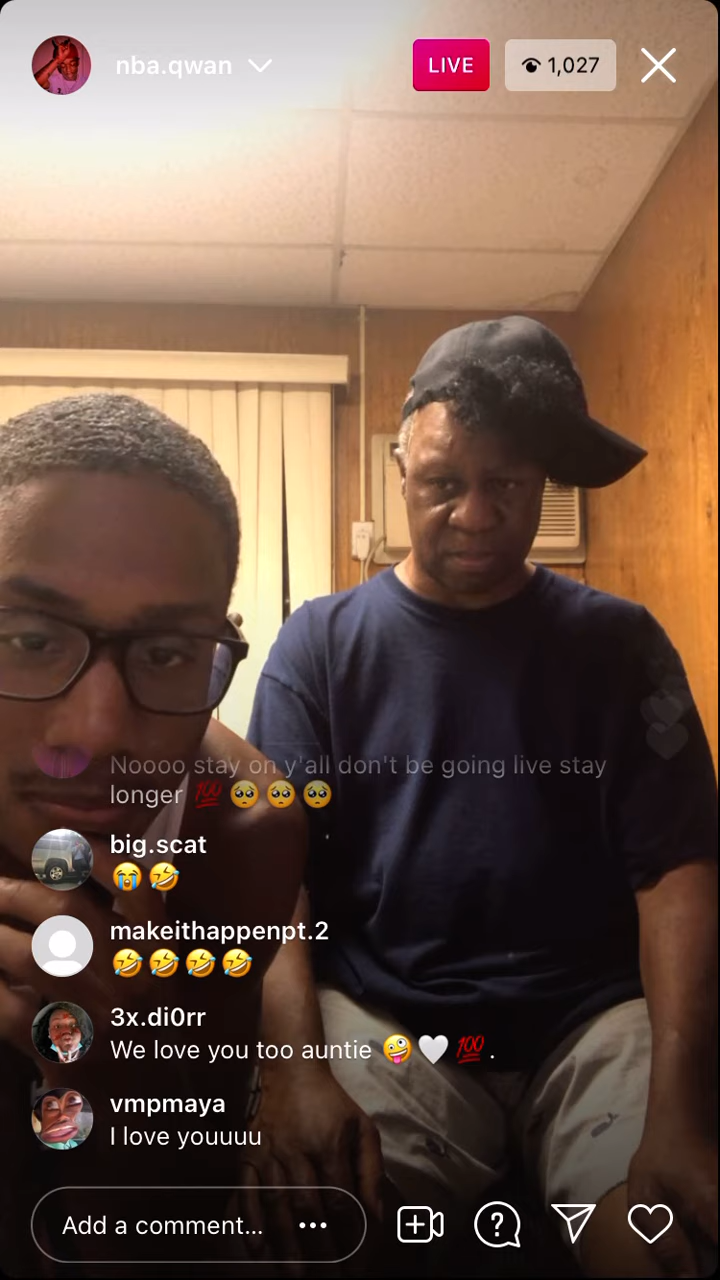 nba.qwan
LIVE
1,027
Noooo stay on y'all don't be going live stay
longer 💯🥺🥺🥺
big.scat
😭🤣
makeithappenpt.2
🤣🤣🤣🤣
3x.di0rr
We love you too auntie 🤪🤍💯.
vmpmaya
I love youuuu
Add a comment...